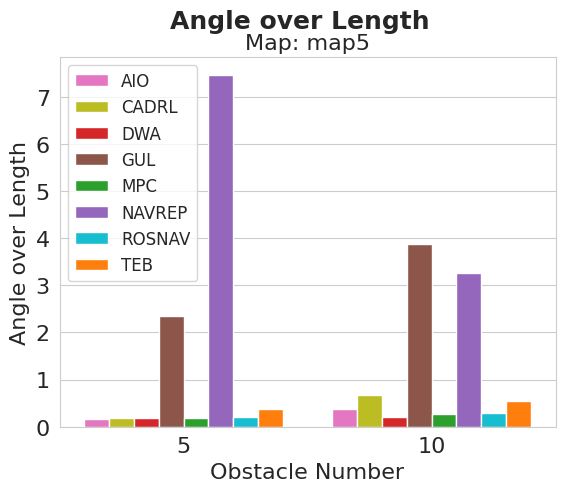 Angle over Length
Map: map5
AIO
CADRL
DWA
GUL
MPC
NAVREP
ROSNAV
TEB
Angle over Length
7
6
5
4
3
2
1
0
5
10
Obstacle Number